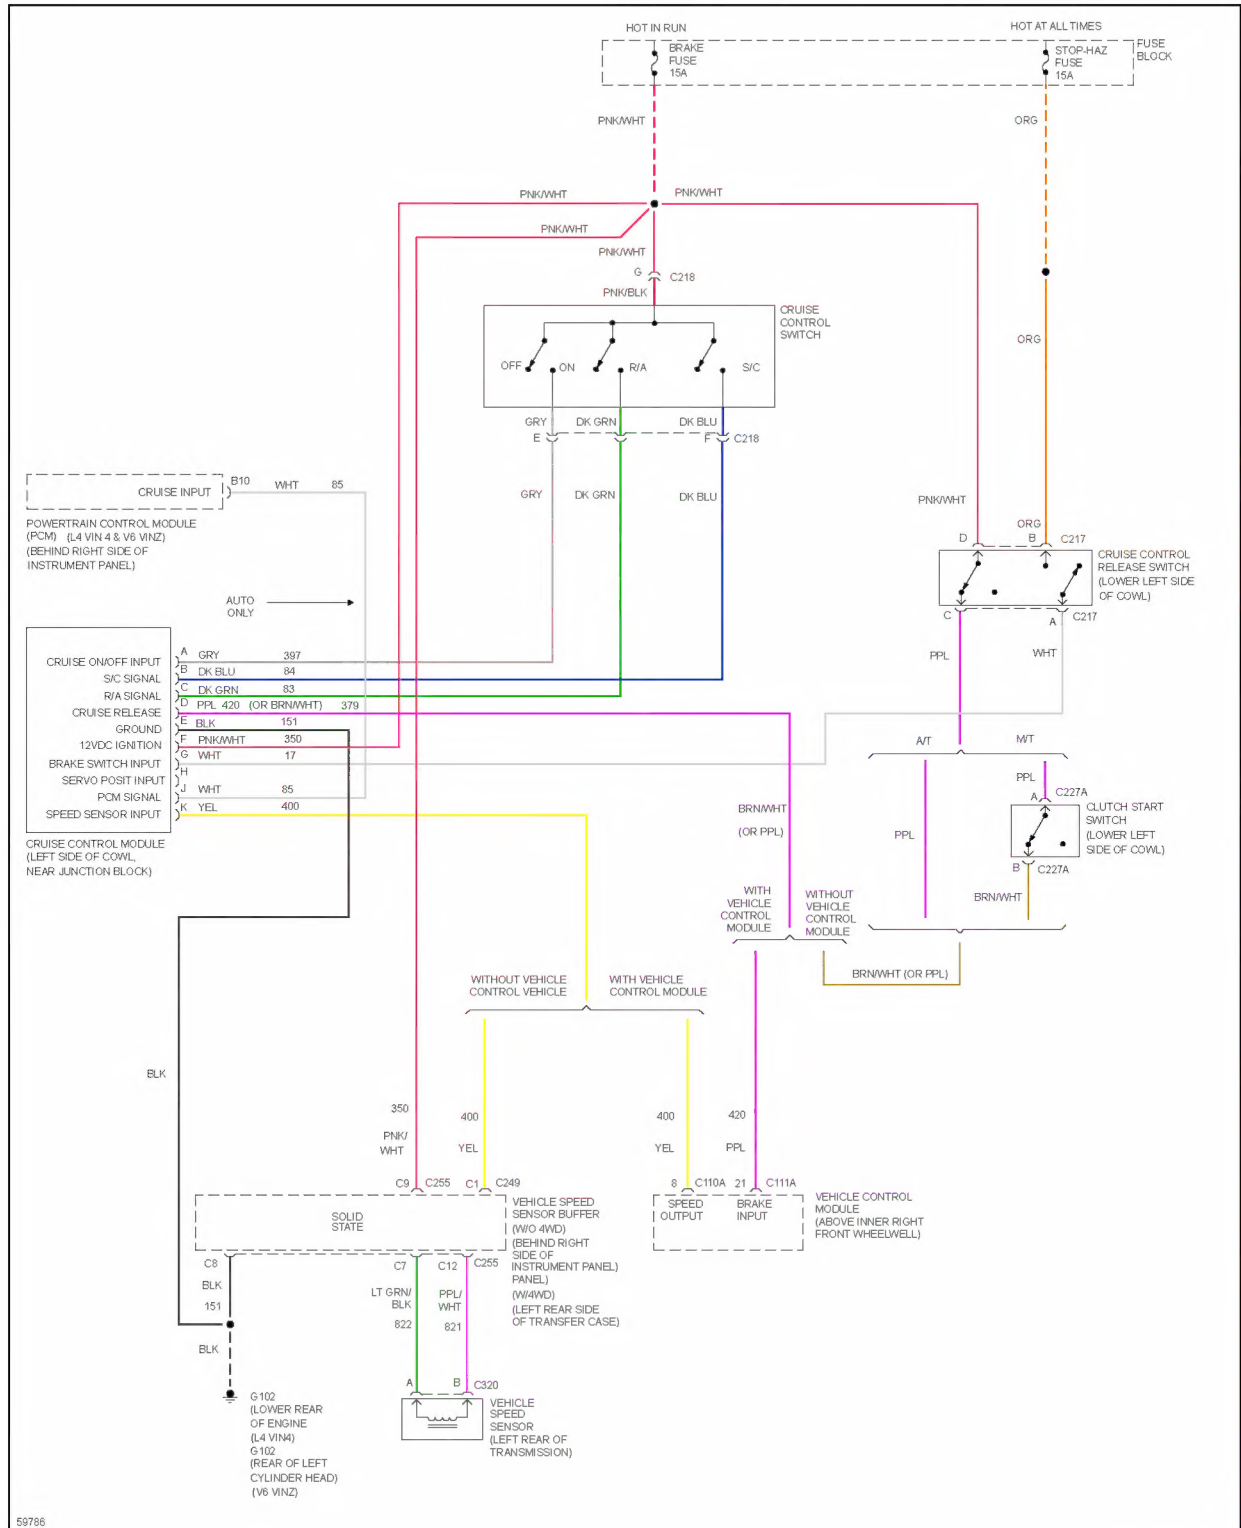 HOT IN RUN
HOT AT ALL TIMES
BRAKE
FUSE
15A
STOP-HAZ
FUSE
15A
FUSE
BLOCK
PNK/WHT
ORG
PNK/WHT
PNK/WHT
PNK/WHT
PNK/WHT
G
C218
PNK/BLK
CRUISE
CONTROL
SWITCH
ORG
OFF
ON
R/A
S/C
GRY
DK GRN
DK BLU
E
F
C218
GRY
DK GRN
DK BLU
CRUISE INPUT
B10
WHT
85
POWERTRAIN CONTROL MODULE
(PCM) (L4 VIN 4 & V6 VINZ)
(BEHIND RIGHT SIDE OF
INSTRUMENT PANEL)
PNK/WHT
ORG
D
B
C217
CRUISE CONTROL
RELEASE SWITCH
(LOWER LEFT SIDE
OF COWL)
C
A
C217
AUTO
ONLY
PPL
WHT
CRUISE ON/OFF INPUT
A
GRY
397
S/C SIGNAL
B
DK BLU
84
R/A SIGNAL
C
DK GRN
83
CRUISE RELEASE
D
PPL 420 (OR BRN/WHT) 379
GROUND
E
BLK
151
12VDC IGNITION
F
PNK/WHT
350
BRAKE SWITCH INPUT
G
WHT
17
SERVO POSIT INPUT
H
PCM SIGNAL
J
WHT
85
SPEED SENSOR INPUT
K
YEL
400
CRUISE CONTROL MODULE
(LEFT SIDE OF COWL,
NEAR JUNCTION BLOCK)
A/T
M/T
PPL
A
C227A
CLUTCH START
SWITCH
(LOWER LEFT
SIDE OF COWL)
B
C227A
PPL
BRN/WHT
BRN/WHT
(OR PPL)
WITH
VEHICLE
CONTROL
MODULE
WITHOUT
VEHICLE
CONTROL
MODULE
BRN/WHT (OR PPL)
WITHOUT VEHICLE
CONTROL VEHICLE
WITH VEHICLE
CONTROL MODULE
BLK
350
PNK/
WHT
400
YEL
400
YEL
420
PPL
C9
C255
C1
C249
8
C110A
21
C111A
SOLID
STATE
VEHICLE SPEED
SENSOR BUFFER
(W/O 4WD)
(BEHIND RIGHT
SIDE OF
INSTRUMENT PANEL)
PANEL)
(W/4WD)
(LEFT REAR SIDE
OF TRANSFER CASE)
SPEED
OUTPUT
BRAKE
INPUT
VEHICLE CONTROL
MODULE
(ABOVE INNER RIGHT
FRONT WHEELWELL)
C8
C7
C12
C255
BLK
151
LT GRN/
BLK
822
PPL/
WHT
821
BLK
A
B
C320
G102
(LOWER REAR
OF ENGINE
(L4 VIN4)
G102
(REAR OF LEFT
CYLINDER HEAD)
(V6 VINZ)
VEHICLE
SPEED
SENSOR
(LEFT REAR OF
TRANSMISSION)
59786